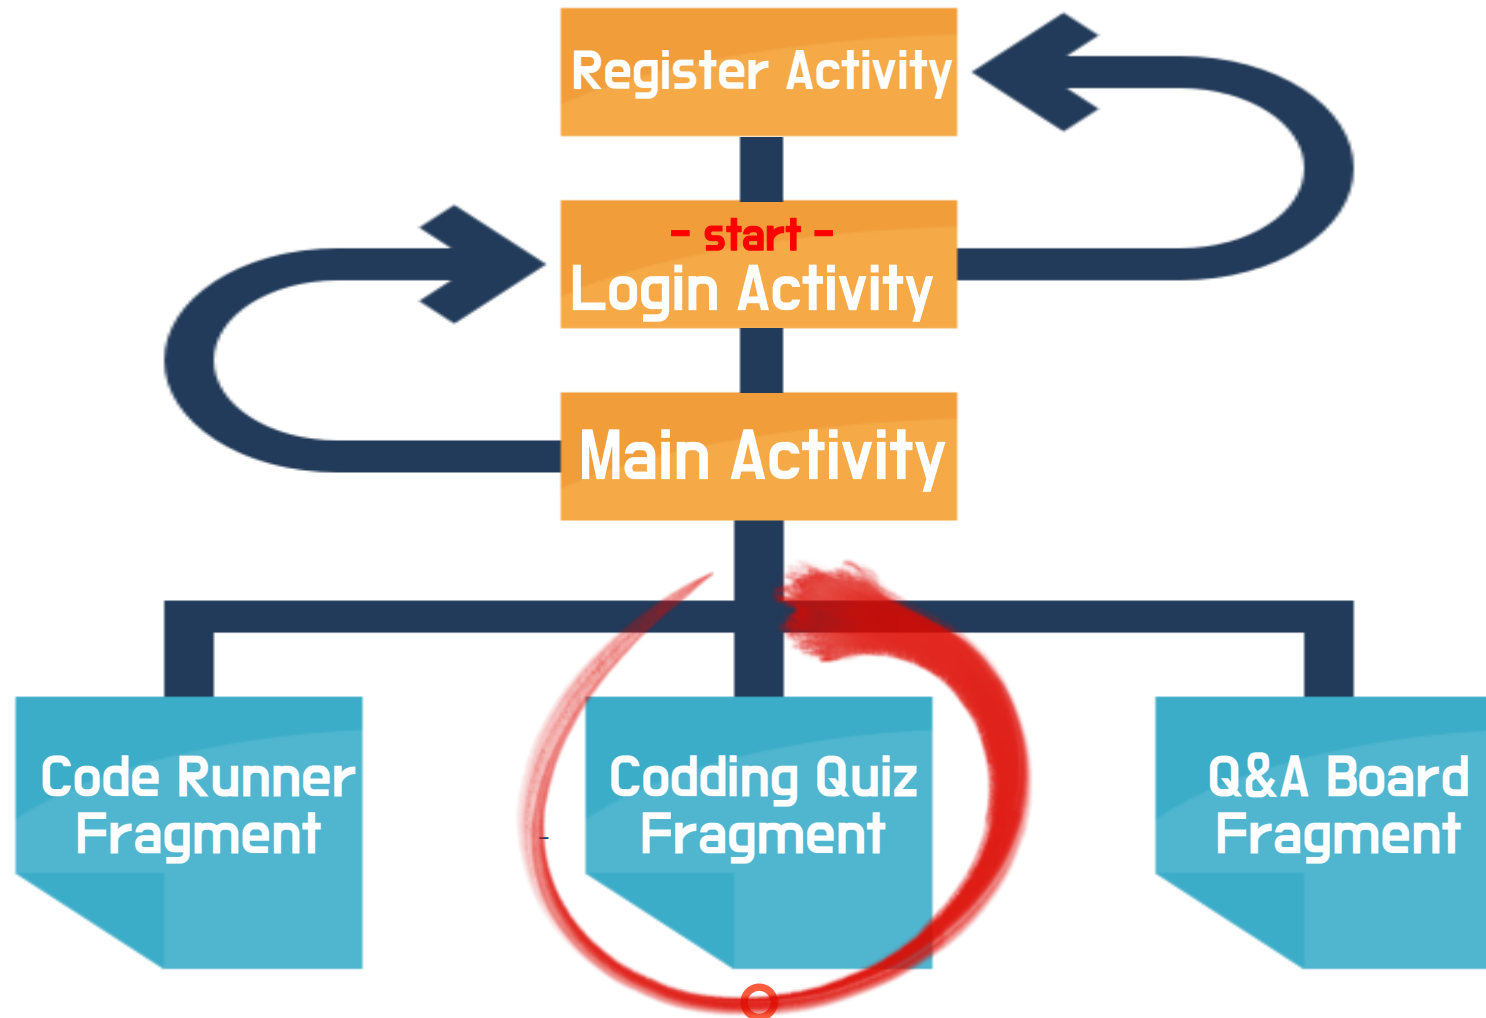 Register Activity
- start -
Login Activity
Main Activity
Code Runner
Fragment
Codding Quiz
Fragment
Q&A Board
Fragment